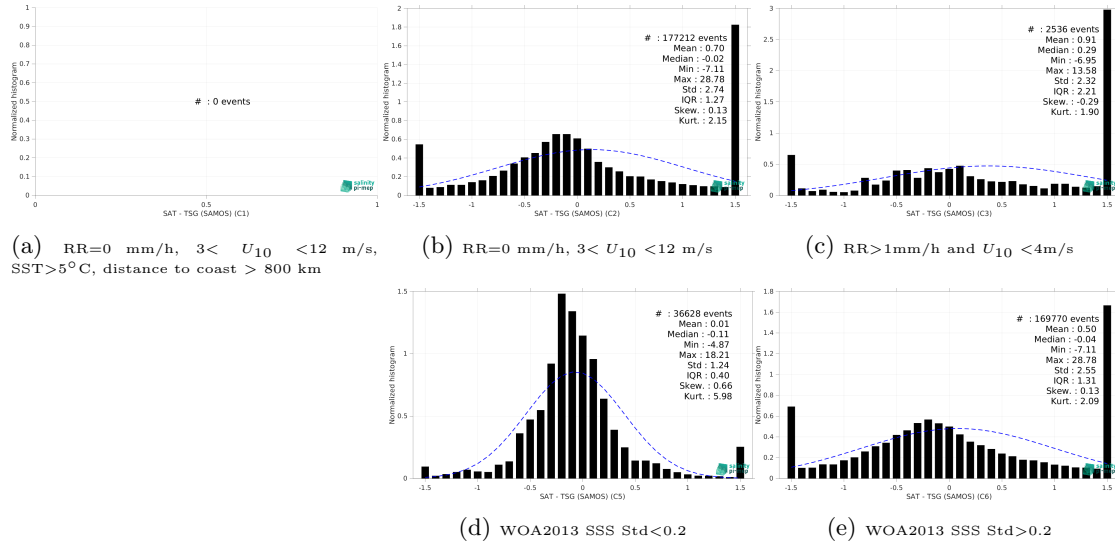 1
0.9
0.8
0.7
0.6
0.5
0.4
0.3
0.2
0.1
0
Normalized histogram
# : 0 events
salinity
pi-mep
0 0.5 1
SAT - TSG (SAMOS) (C1)
(a) RR=0 mm/h, 3< U10 <12 m/s,
SST>5°C, distance to coast > 800 km
2
1.8
1.6
1.4
1.2
1
0.8
0.6
0.4
0.2
0
Normalized histogram
# : 177212 events
Mean : 0.70
Median : -0.02
Min : -7.11
Max : 28.78
Std : 2.74
IQR : 1.27
Skew. : 0.13
Kurt. : 2.15
salinity
pi-mep
-1.5 -1 -0.5 0 0.5 1 1.5
SAT - TSG (SAMOS) (C2)
(b) RR=0 mm/h, 3< U10 <12 m/s
3
2.5
2
1.5
1
0.5
0
Normalized histogram
# : 2536 events
Mean : 0.91
Median : 0.29
Min : -6.95
Max : 13.58
Std : 2.32
IQR : 2.21
Skew. : -0.29
Kurt. : 1.90
salinity
pi-mep
-1.5 -1 -0.5 0 0.5 1 1.5
SAT - TSG (SAMOS) (C3)
(c) RR>1mm/h and U10 <4m/s
1.5
1
0.5
0
Normalized histogram
# : 36628 events
Mean : 0.01
Median : -0.11
Min : -4.87
Max : 18.21
Std : 1.24
IQR : 0.40
Skew. : 0.66
Kurt. : 5.98
salinity
pi-mep
-1.5 -1 -0.5 0 0.5 1 1.5
SAT - TSG (SAMOS) (C5)
(d) WOA2013 SSS Std<0.2
1.8
1.6
1.4
1.2
1
0.8
0.6
0.4
0.2
0
Normalized histogram
# : 169770 events
Mean : 0.50
Median : -0.04
Min : -7.11
Max : 28.78
Std : 2.55
IQR : 1.31
Skew. : 0.13
Kurt. : 2.09
salinity
pi-mep
-1.5 -1 -0.5 0 0.5 1 1.5
SAT - TSG (SAMOS) (C6)
(e) WOA2013 SSS Std>0.2